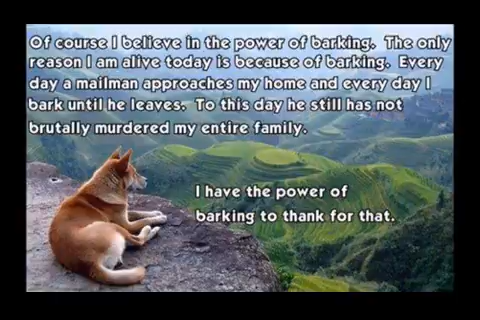 Of course I believe in the power of barking. The only
reason I am alive today is because of barking. Every
day a mailman approaches my home and every day I
bark until he leaves. To this day he still has not
brutally murdered my entire family.
I have the power of
barking to thank for that.